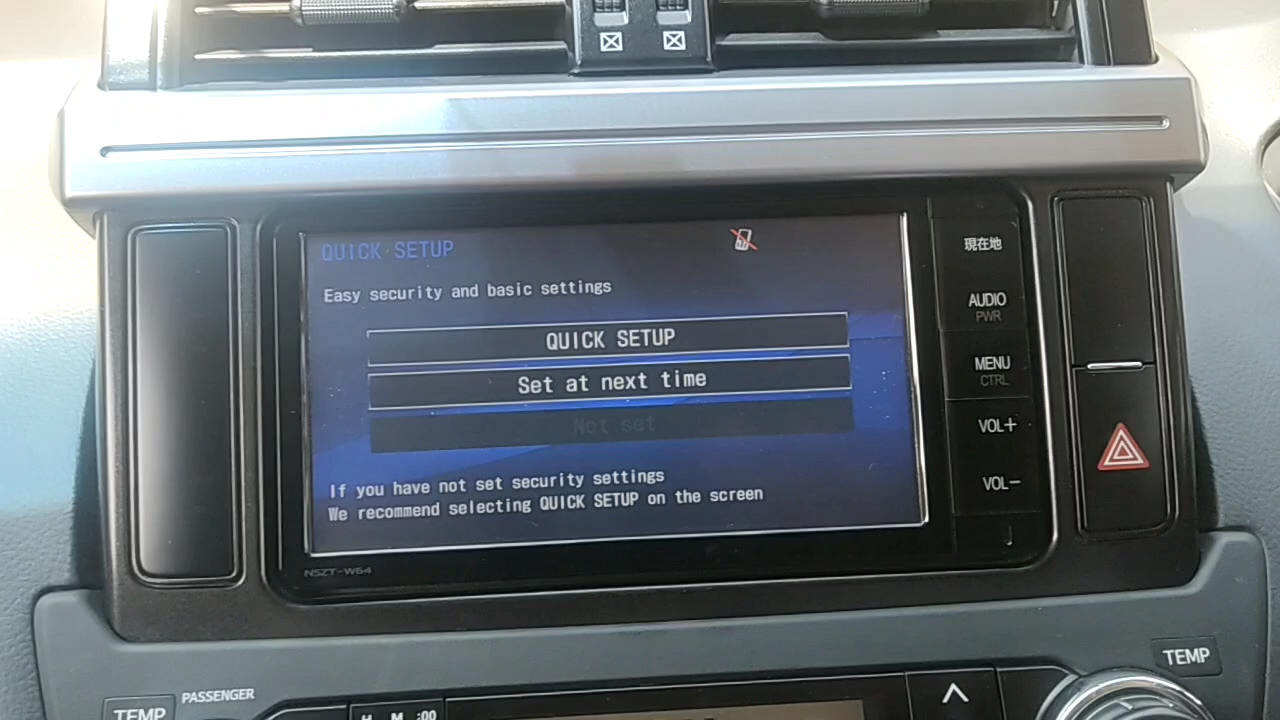 QUICK SETUP
Easy security and basic settings
QUICK SETUP
Set at next time
Not set
If you have not set security settings
We recommend selecting QUICK SETUP on the screen
現在地
AUDIO
PWR
MENU
CTRL
VOL+
VOL-
NSZT-W64
PASSENGER
TEMP
H M :00
TEMP